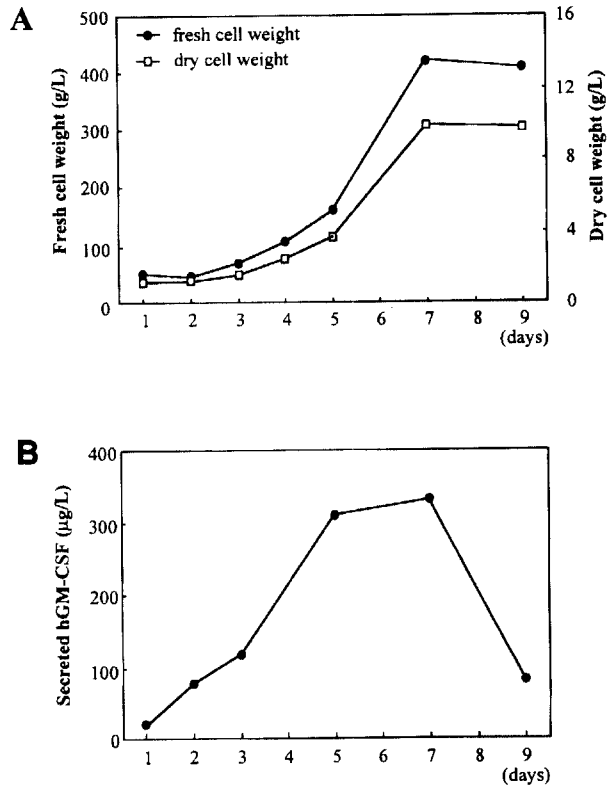 A
fresh cell weight
dry cell weight
Fresh cell weight (g/L)
500
400
300
200
100
0
Dry cell weight (g/L)
16
12
8
4
0
1 2 3 4 5 6 7 8 9
(days)
B
Secreted hGM-CSF (µg/L)
400
300
200
100
0
1 2 3 4 5 6 7 8 9
(days)